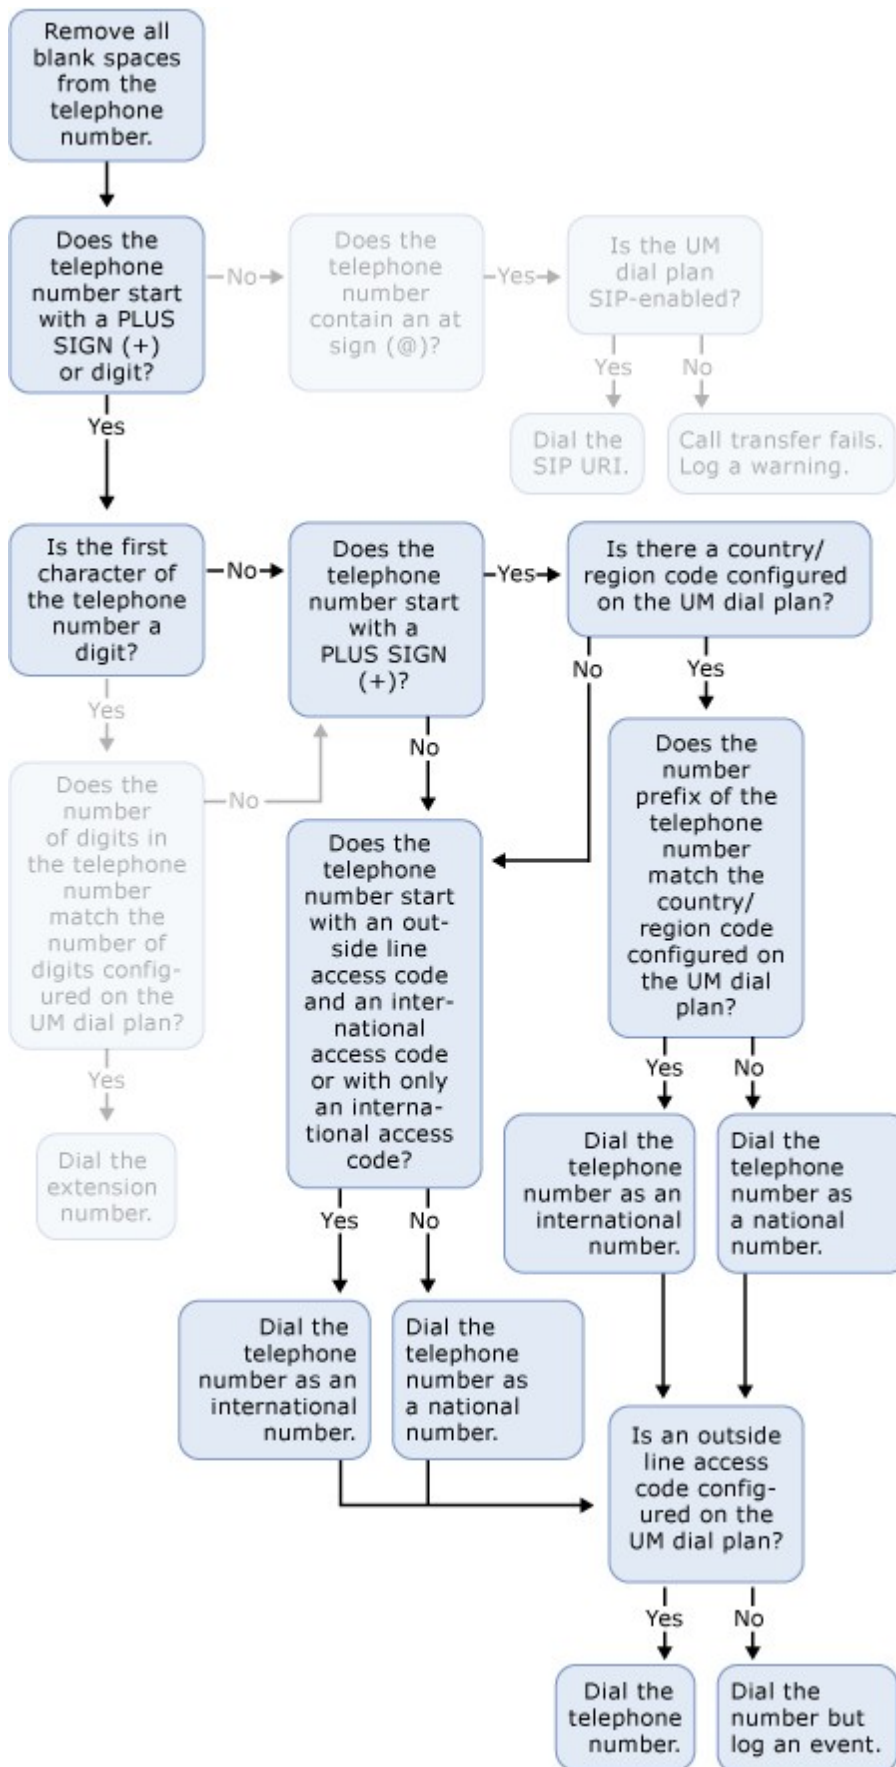 Remove all
blank spaces
from the
telephone
number.
Does the
telephone
number start
with a PLUS
SIGN (+)
or digit?
No
Does the
telephone
number
contain an at
sign (@)?
Yes
Is the UM
dial plan
SIP-enabled?
Yes
No
Dial the
SIP URI.
Call transfer fails.
Log a warning.
Yes
Is the first
character of
the telephone
number a
digit?
No
Does the
telephone
number start
with a
PLUS SIGN
(+)?
Yes
Is there a country/
region code configured
on the UM dial plan?
No
Yes
Yes
No
Does the
number
of digits in
the telephone
number
match the
number of
digits config-
ured on the
UM dial plan?
No
Yes
Dial the
extension
number.
Does the
telephone
number start
with an out-
side line
access code
and an inter-
national
access code
or with only
an interna-
tional access
code?
Does the
number
prefix of the
telephone
number
match the
country/
region code
configured on
the UM dial
plan?
Yes
No
Dial the
telephone
number as an
international
number.
Dial the
telephone
number as
a national
number.
Yes
No
Dial the
telephone
number as an
international
number.
Dial the
telephone
number as
a national
number.
Is an outside
line access
code config-
ured on the
UM dial plan?
Yes
No
Dial the
telephone
number.
Dial the
number but
log an event.